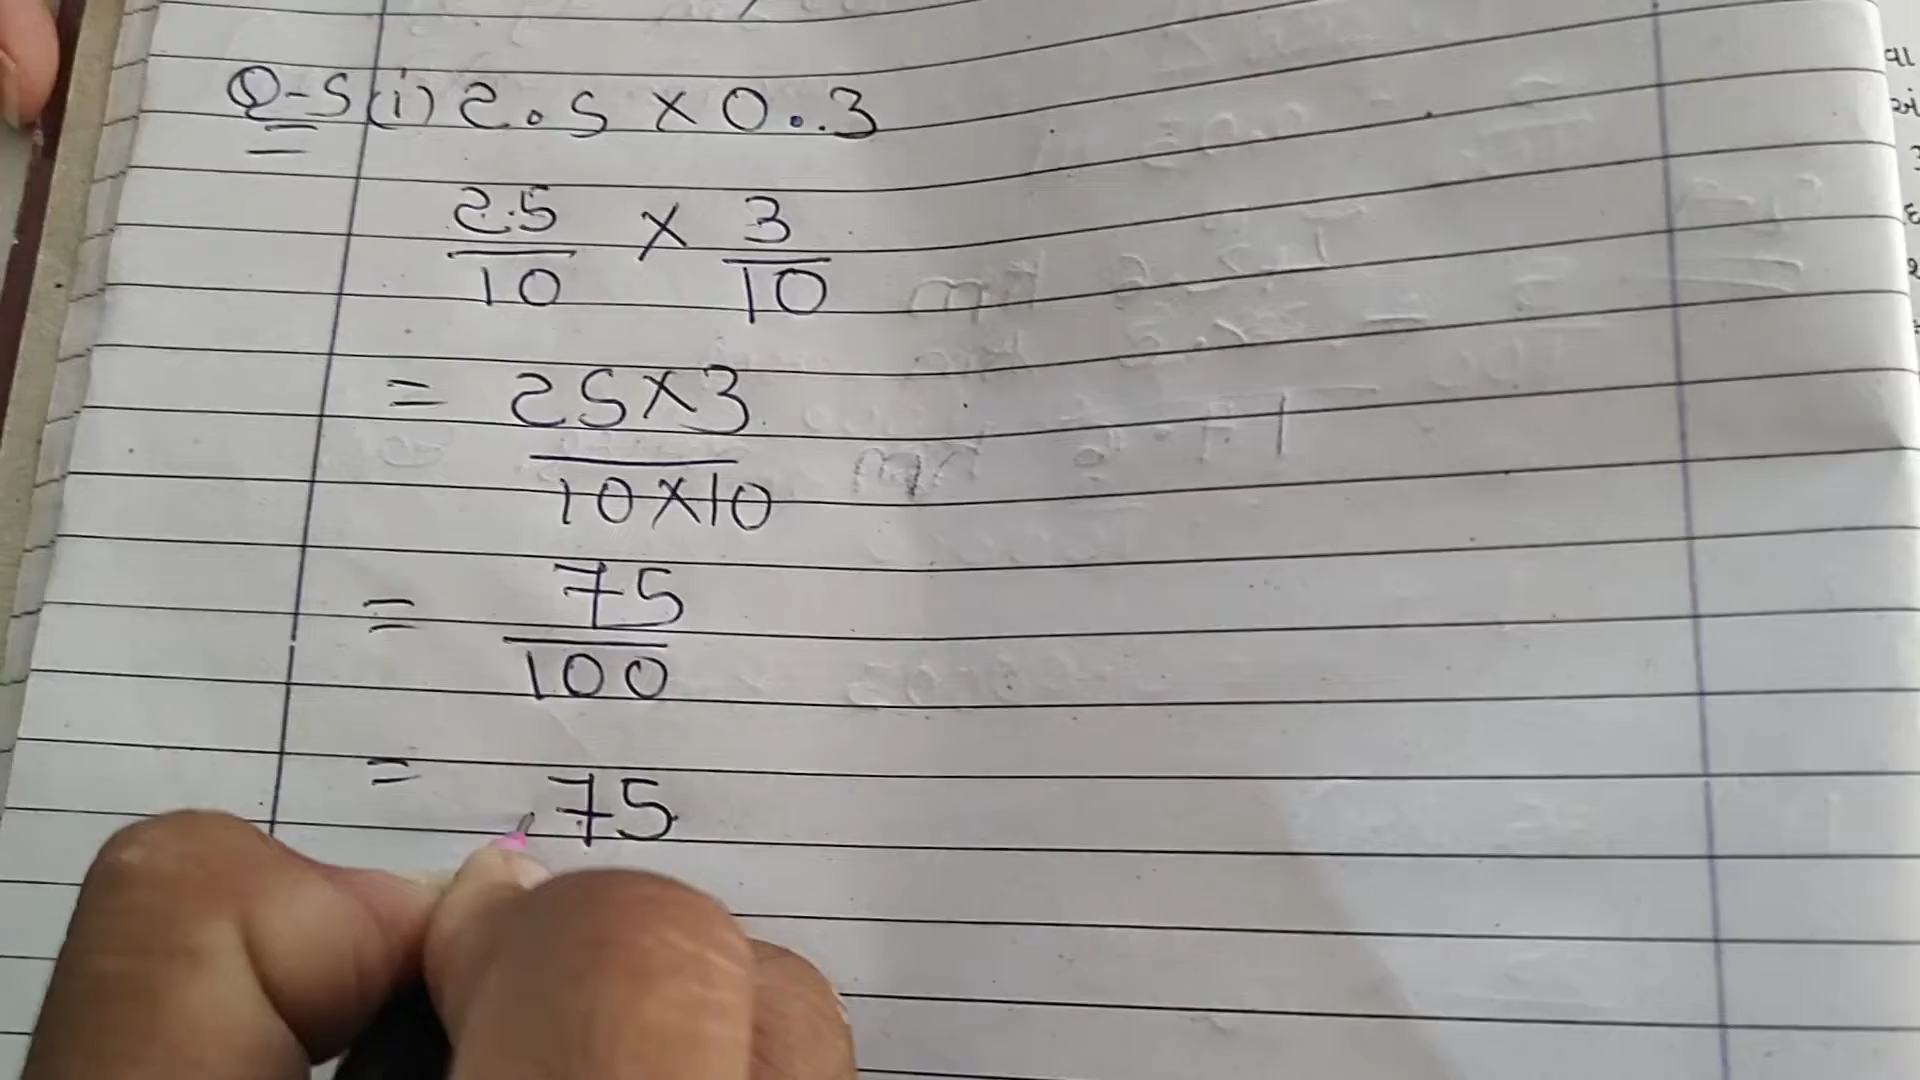 Q-5 (i) 2.5 × 0.3
25/10 × 3/10
= 25×3/10×10
= 75/100
= .75